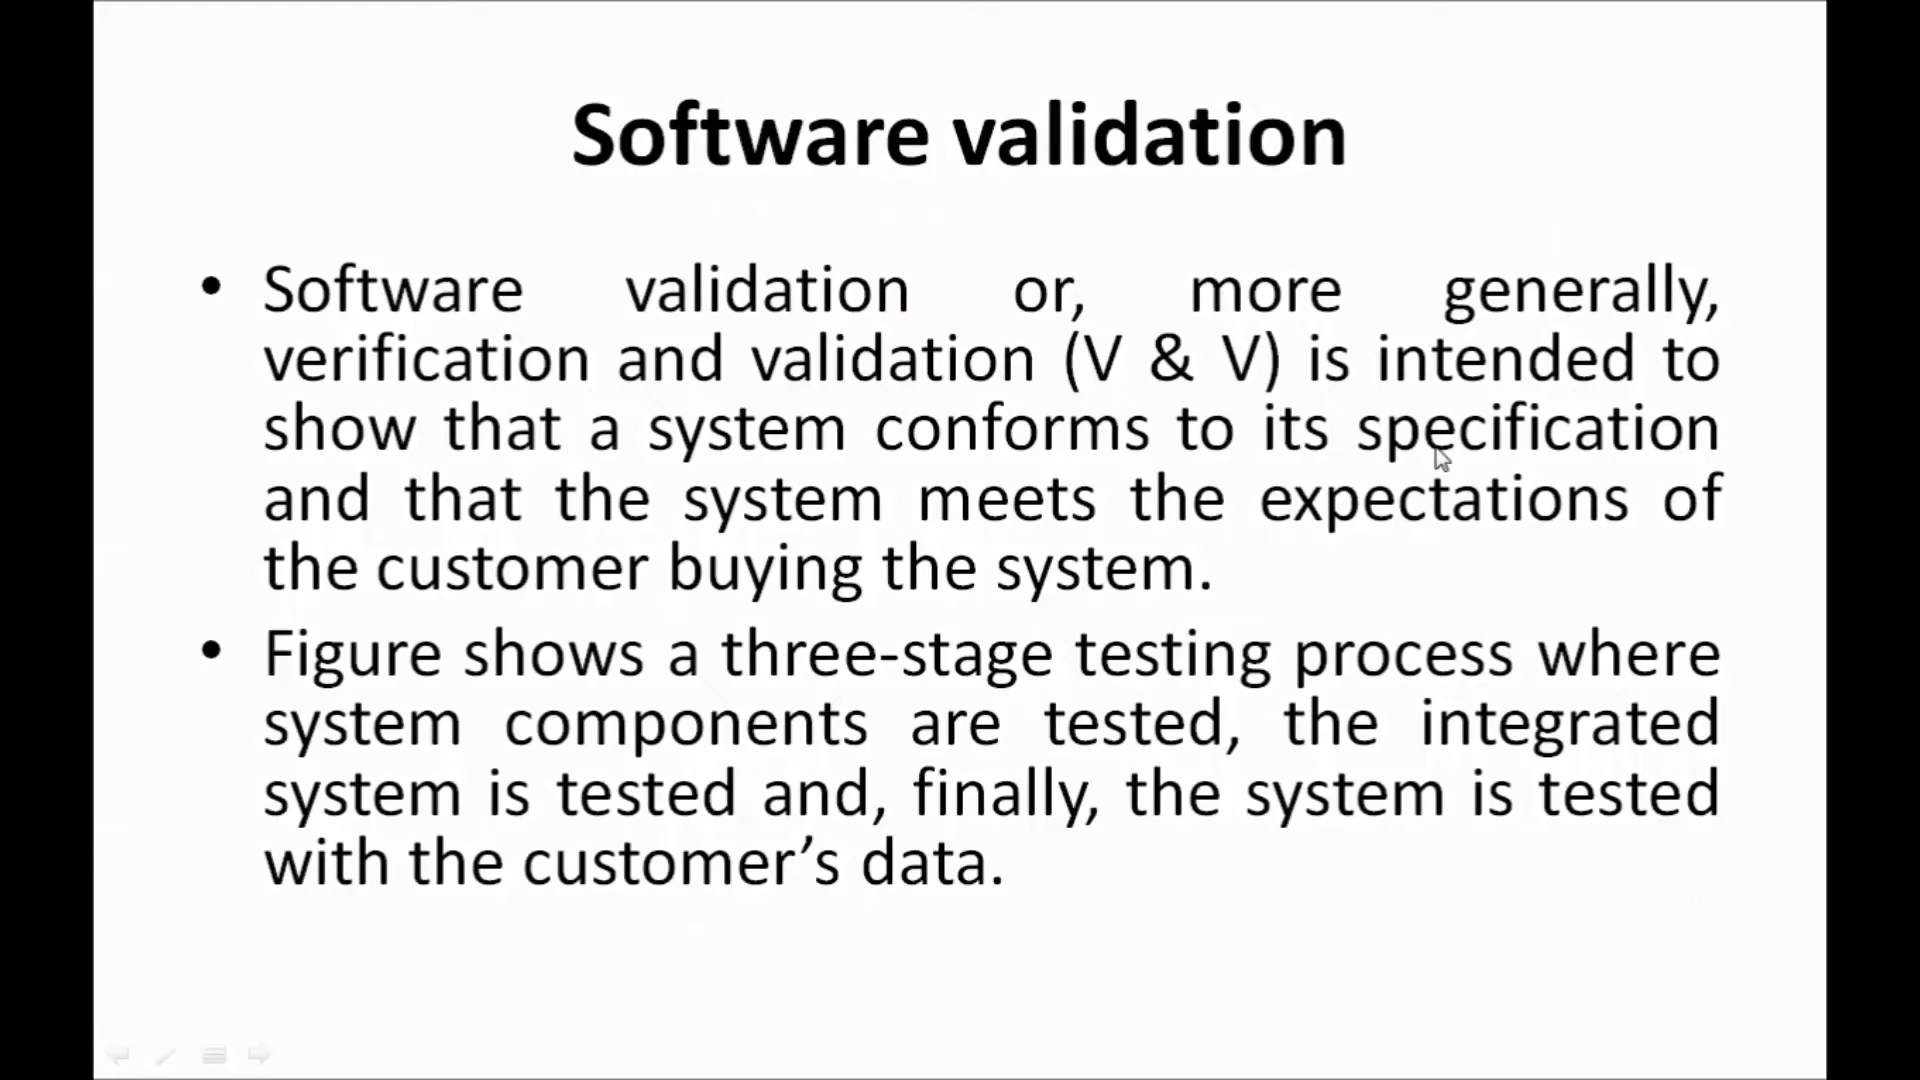 Software validation
• Software validation or, more generally,
verification and validation (V & V) is intended to
show that a system conforms to its specification
and that the system meets the expectations of
the customer buying the system.
• Figure shows a three-stage testing process where
system components are tested, the integrated
system is tested and, finally, the system is tested
with the customer’s data.